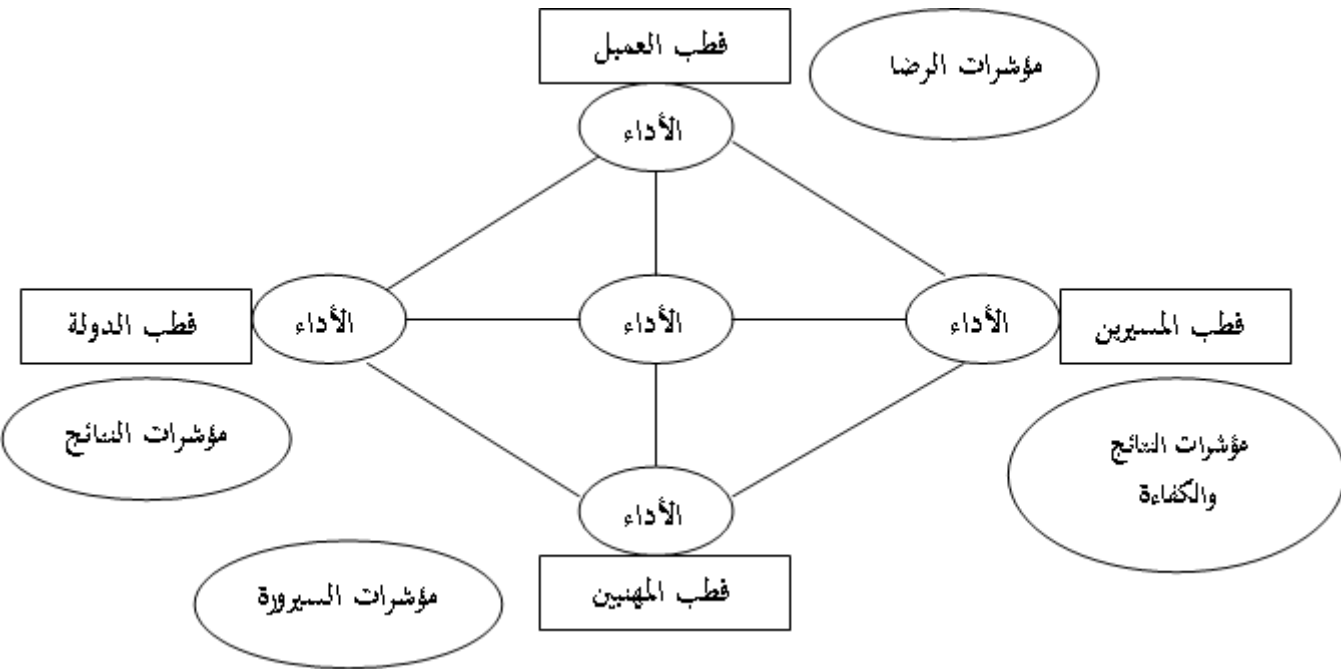 قطب العميل
مؤشرات الرضا
الأداء
قطب المسيرين
الأداء
الأداء
الأداء
قطب الدولة
مؤشرات النتائج
والكفاءة
مؤشرات النتائج
الأداء
قطب المهنيين
مؤشرات السيرورة